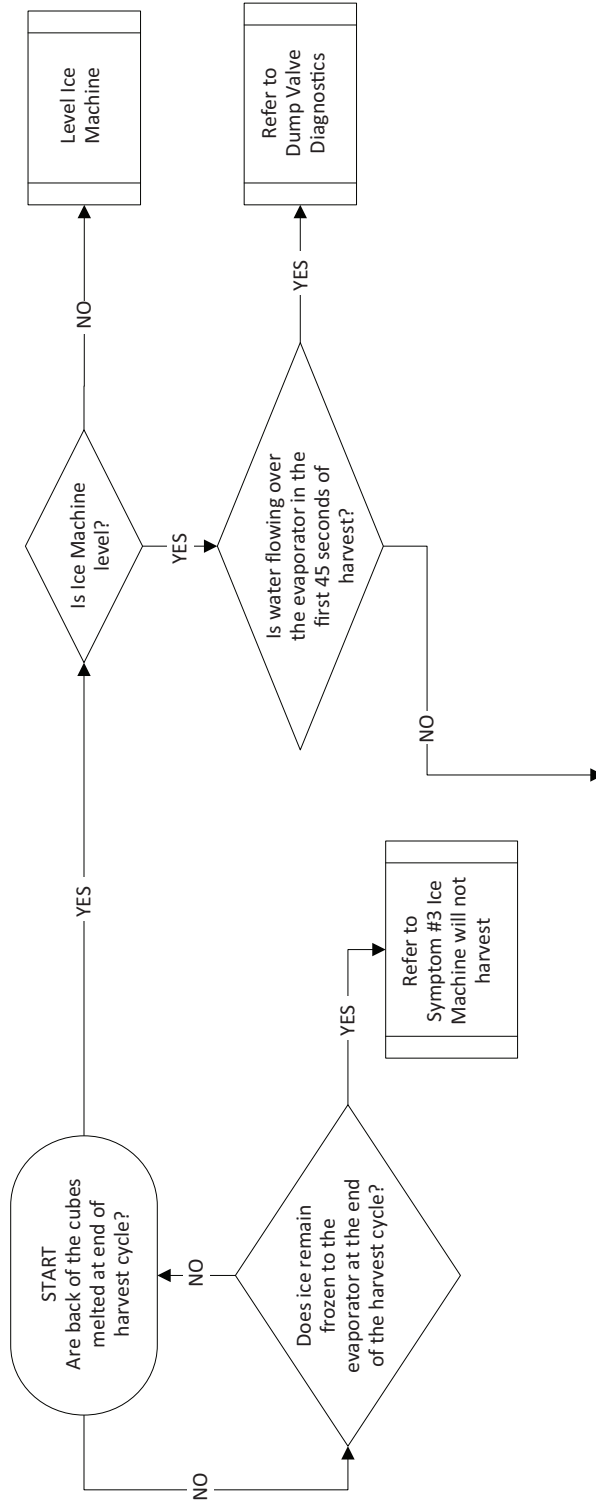 START
Are back of the cubes
melted at end of
harvest cycle?
YES
Is Ice Machine
level?
NO
Level Ice
Machine
YES
Is water flowing over
the evaporator in the
first 45 seconds of
harvest?
YES
Refer to
Dump Valve
Diagnostics
NO
NO
Does ice remain
frozen to the
evaporator at the end
of the harvest cycle?
NO
YES
Refer to
Symptom #3 Ice
Machine will not
harvest